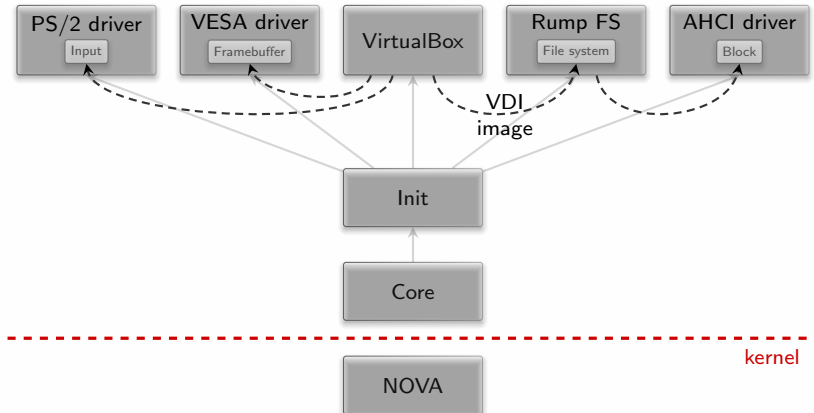 PS/2 driver
Input
VESA driver
Framebuffer
VirtualBox
Rump FS
File system
AHCI driver
Block
VDI
image
Init
Core
kernel
NOVA